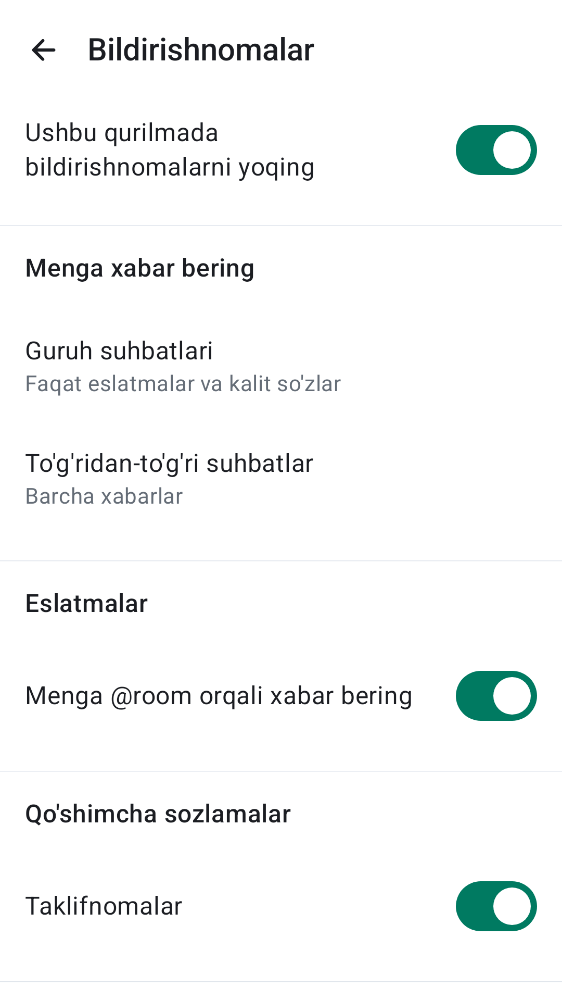 Bildirishnomalar
Ushbu qurilmada
bildirishnomalarni yoqing
Menga xabar bering
Guruh suhbatlari
Faqat eslatmalar va kalit so'zlar
To'g'ridan-to'g'ri suhbatlar
Barcha xabarlar
Eslatmalar
Menga @room orqali xabar bering
Qo'shimcha sozlamalar
Taklifnomalar